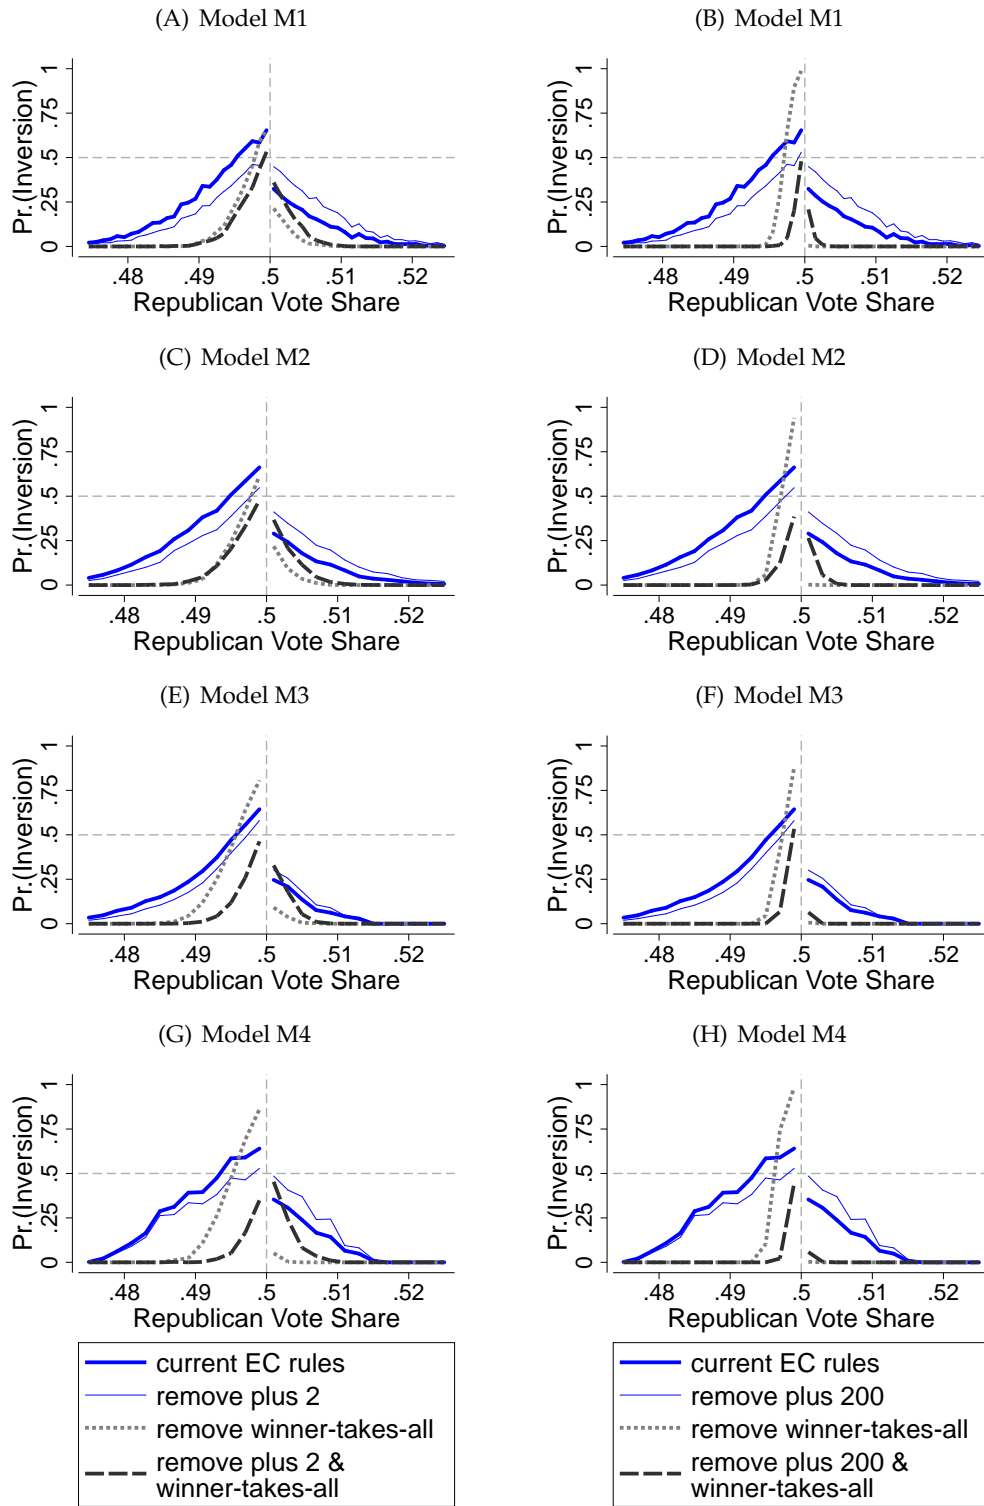 (A) Model M1
Pr.(Inversion)
1
.75
.5
.25
0
.48 .49 .5 .51 .52
Republican Vote Share
(B) Model M1
Pr.(Inversion)
1
.75
.5
.25
0
.48 .49 .5 .51 .52
Republican Vote Share
(C) Model M2
Pr.(Inversion)
1
.75
.5
.25
0
.48 .49 .5 .51 .52
Republican Vote Share
(D) Model M2
Pr.(Inversion)
1
.75
.5
.25
0
.48 .49 .5 .51 .52
Republican Vote Share
(E) Model M3
Pr.(Inversion)
1
.75
.5
.25
0
.48 .49 .5 .51 .52
Republican Vote Share
(F) Model M3
Pr.(Inversion)
1
.75
.5
.25
0
.48 .49 .5 .51 .52
Republican Vote Share
(G) Model M4
Pr.(Inversion)
1
.75
.5
.25
0
.48 .49 .5 .51 .52
Republican Vote Share
(H) Model M4
Pr.(Inversion)
1
.75
.5
.25
0
.48 .49 .5 .51 .52
Republican Vote Share
current EC rules
remove plus 2
remove winner-takes-all
remove plus 2 &
winner-takes-all
current EC rules
remove plus 200
remove winner-takes-all
remove plus 200 &
winner-takes-all